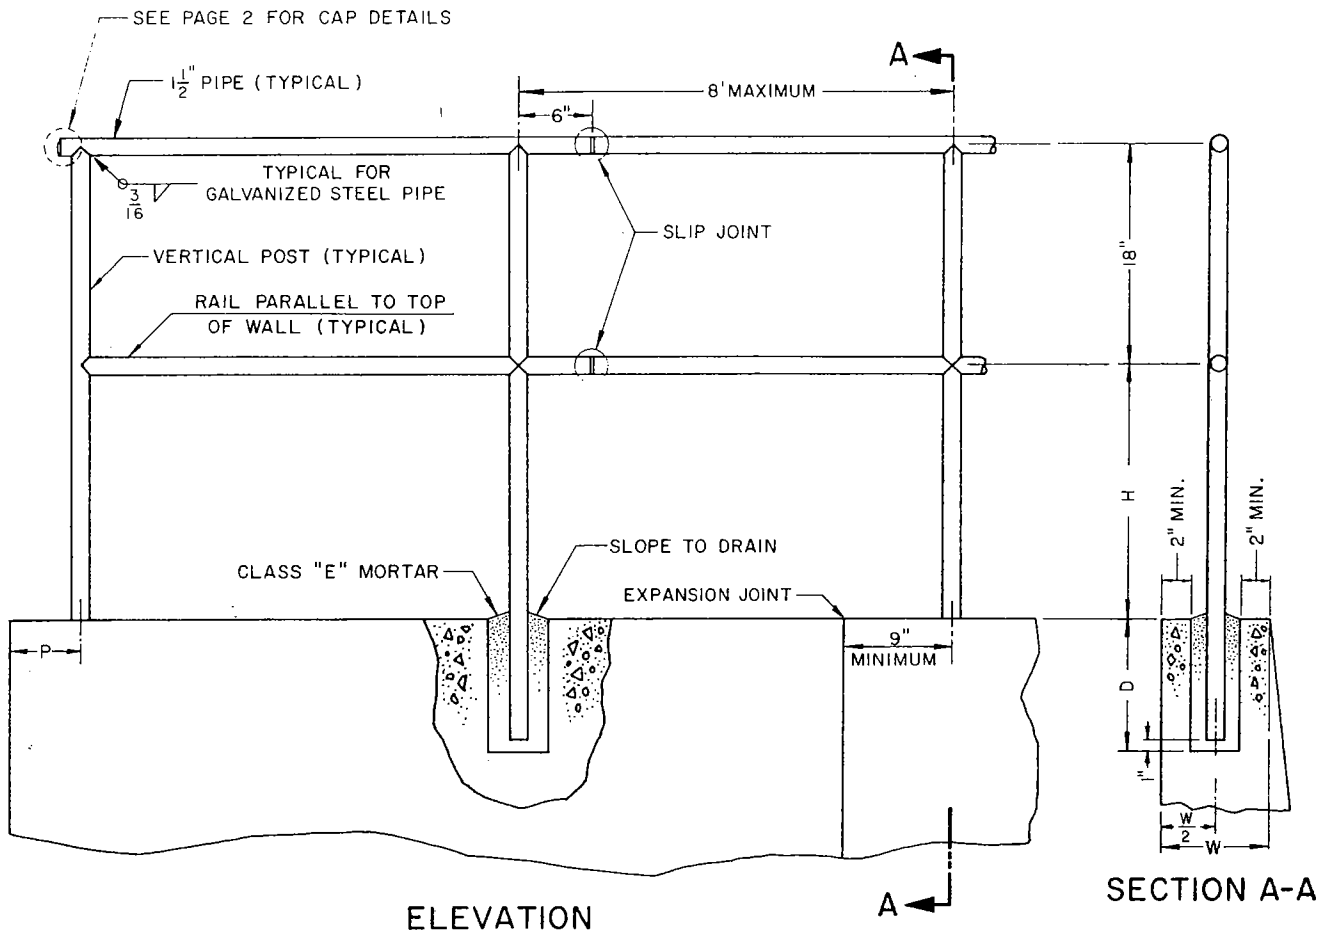 SEE PAGE 2 FOR CAP DETAILS
A
1 1/2" PIPE (TYPICAL)
8' MAXIMUM
6"
TYPICAL FOR
GALVANIZED STEEL PIPE
3/16
SLIP JOINT
18"
VERTICAL POST (TYPICAL)
RAIL PARALLEL TO TOP
OF WALL (TYPICAL)
H
2" MIN.
2" MIN.
SLOPE TO DRAIN
CLASS "E" MORTAR
EXPANSION JOINT
P
9"
MINIMUM
D
1"
W/2
W
A
ELEVATION
SECTION A-A